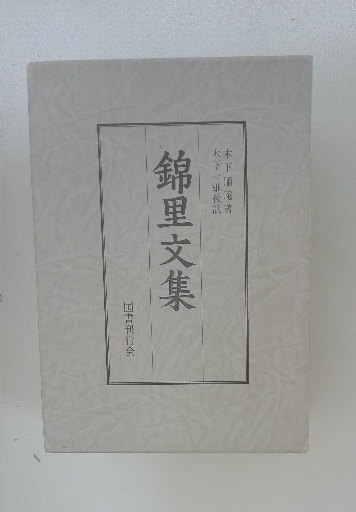 木下順庵著
木下一雄校訳
錦里文集
国書刊行会